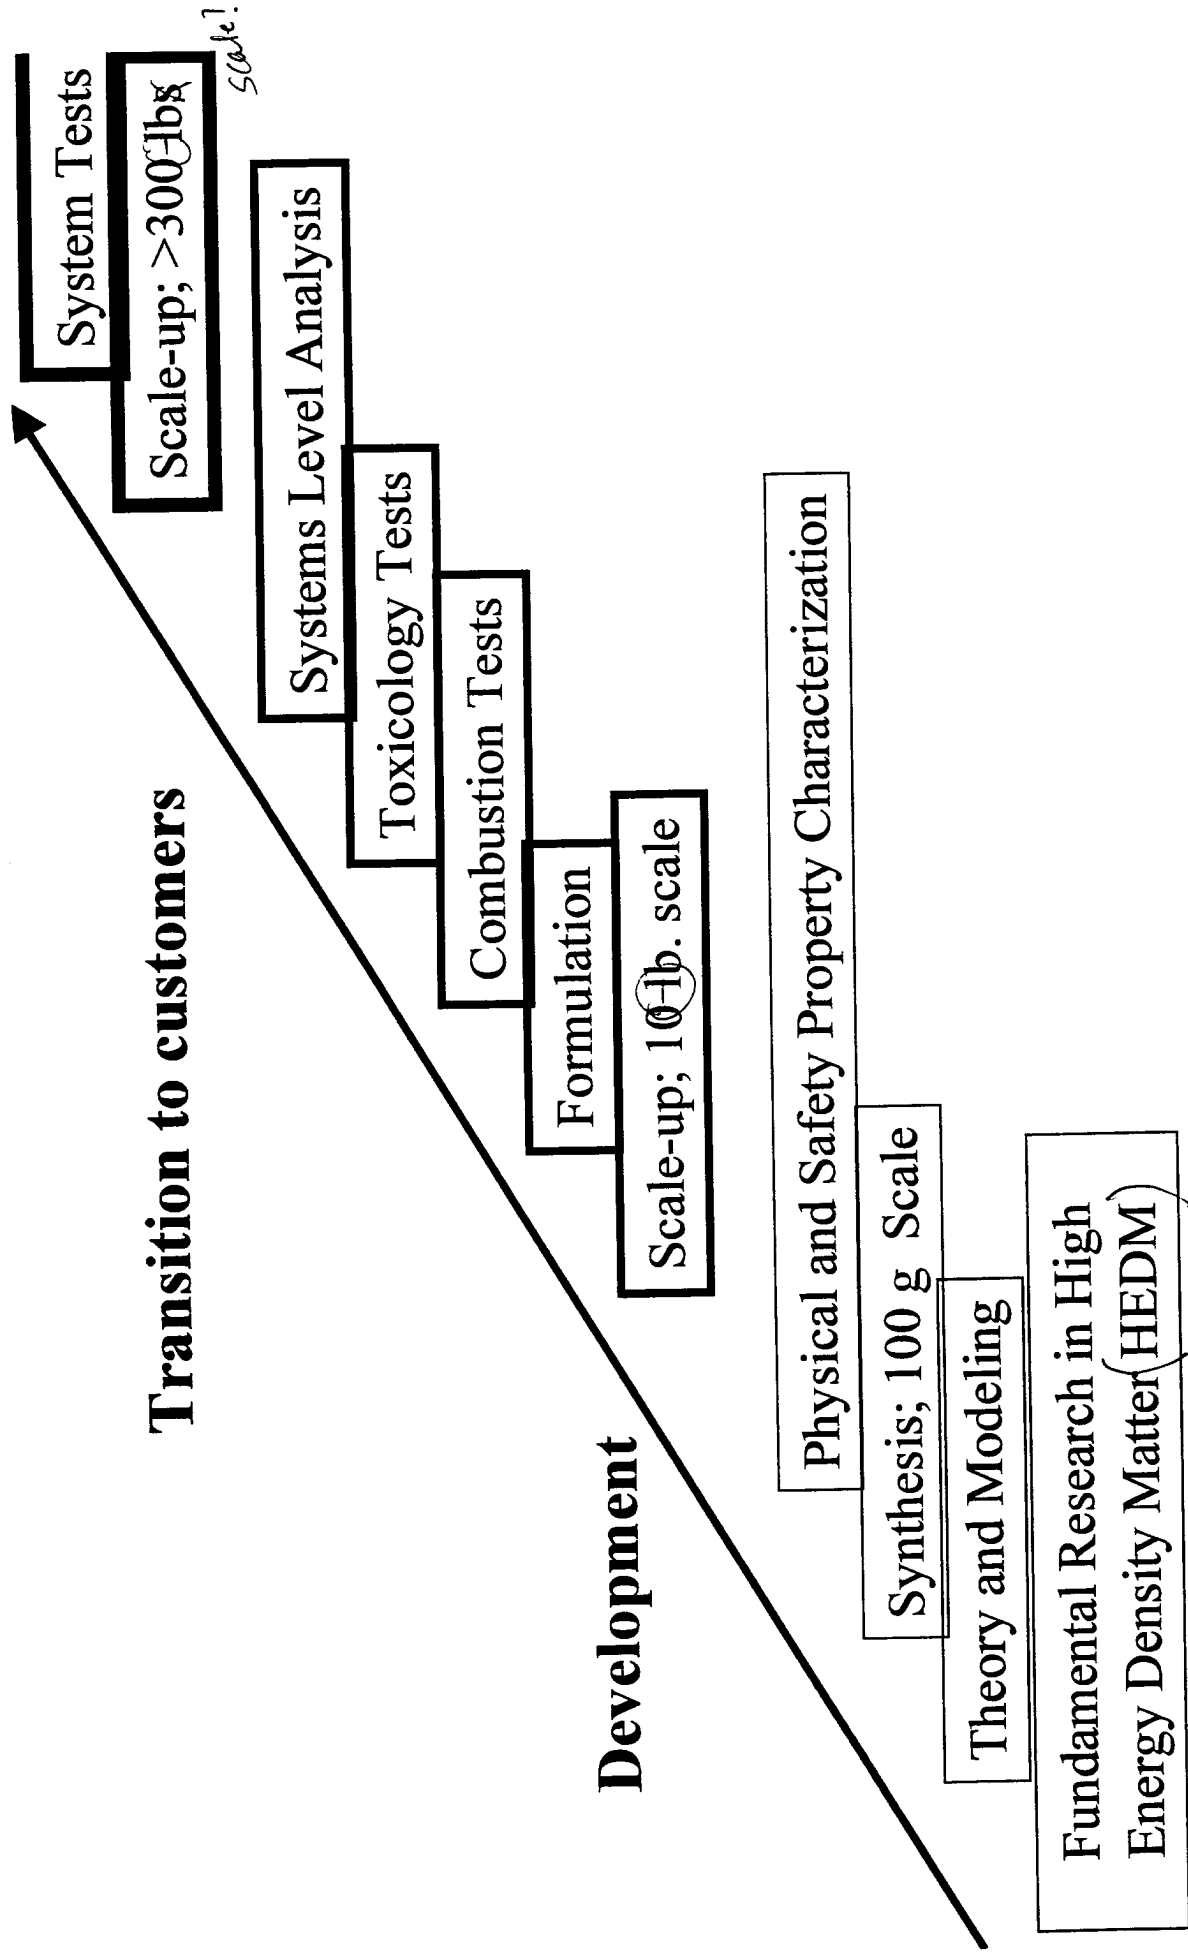 Transition to customers
Development
System Tests
Scale-up; >300 lbs
scale?
Systems Level Analysis
Toxicology Tests
Combustion Tests
Formulation
Scale-up; 10 lb. scale
Physical and Safety Property Characterization
Synthesis; 100 g Scale
Theory and Modeling
Fundamental Research in High
Energy Density Matter (HEDM)